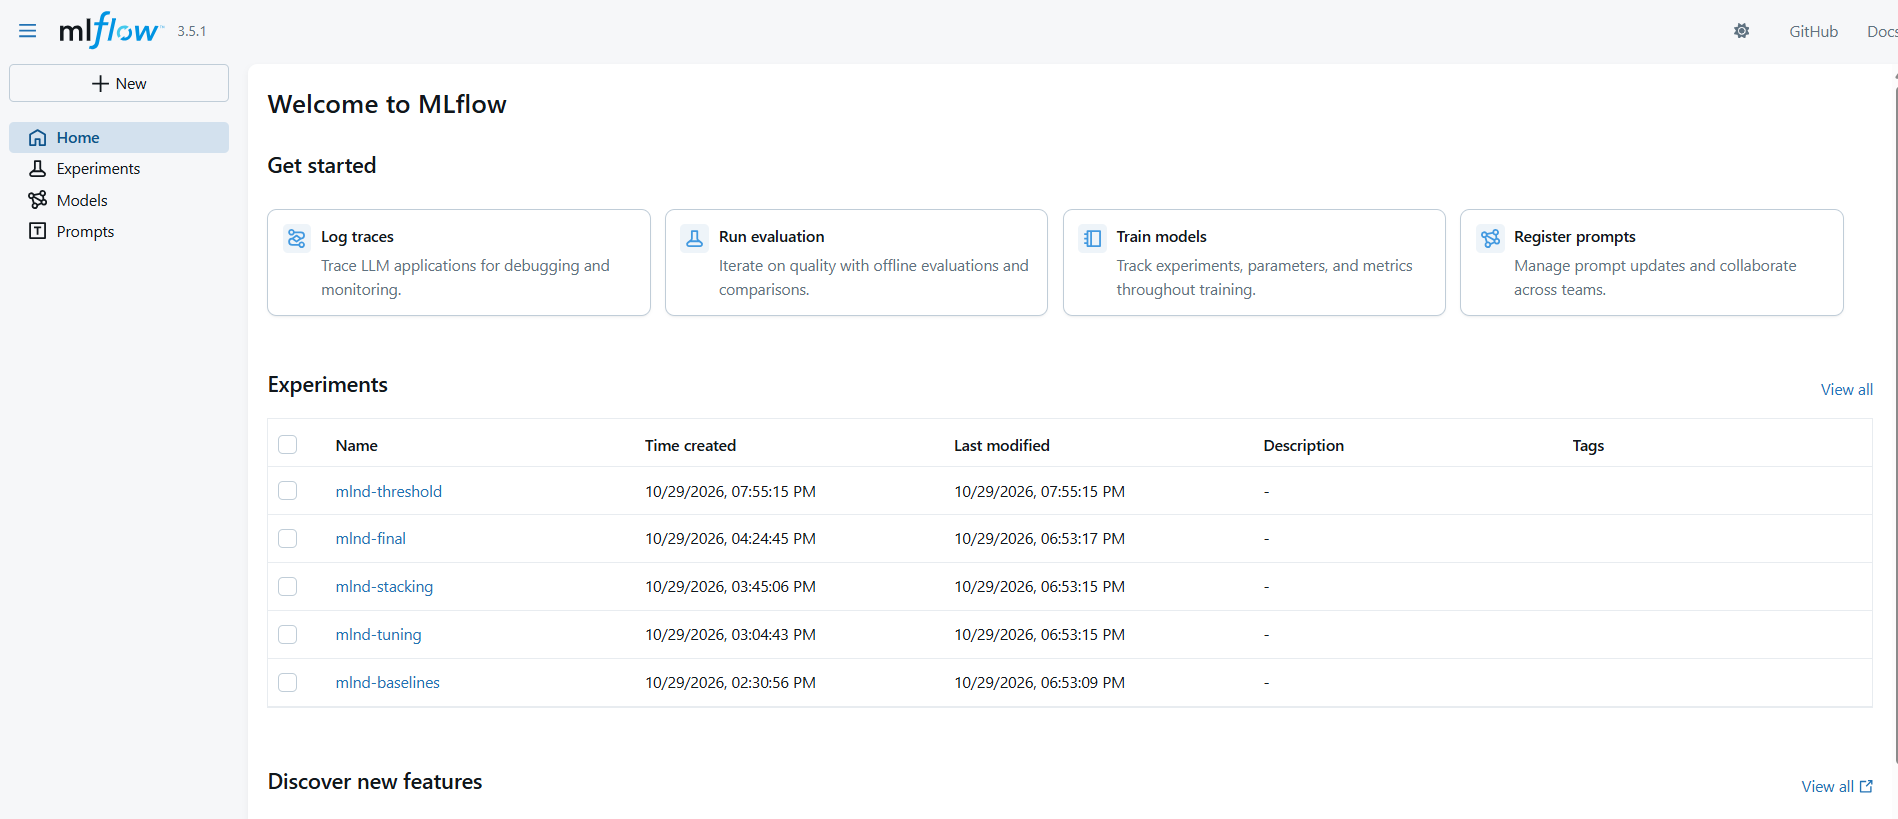 mlflow™ 3.5.1
GitHub
Docs
New
Home
Experiments
Models
Prompts
Welcome to MLflow
Get started
Log traces
Trace LLM applications for debugging and
monitoring.
Run evaluation
Iterate on quality with offline evaluations and
comparisons.
Train models
Track experiments, parameters, and metrics
throughout training.
Register prompts
Manage prompt updates and collaborate
across teams.
Experiments
View all
Name Time created Last modified Description Tags
mlnd-threshold 10/29/2026, 07:55:15 PM 10/29/2026, 07:55:15 PM -
mlnd-final 10/29/2026, 04:24:45 PM 10/29/2026, 06:53:17 PM -
mlnd-stacking 10/29/2026, 03:45:06 PM 10/29/2026, 06:53:15 PM -
mlnd-tuning 10/29/2026, 03:04:43 PM 10/29/2026, 06:53:15 PM -
mlnd-baselines 10/29/2026, 02:30:56 PM 10/29/2026, 06:53:09 PM -
Discover new features
View all